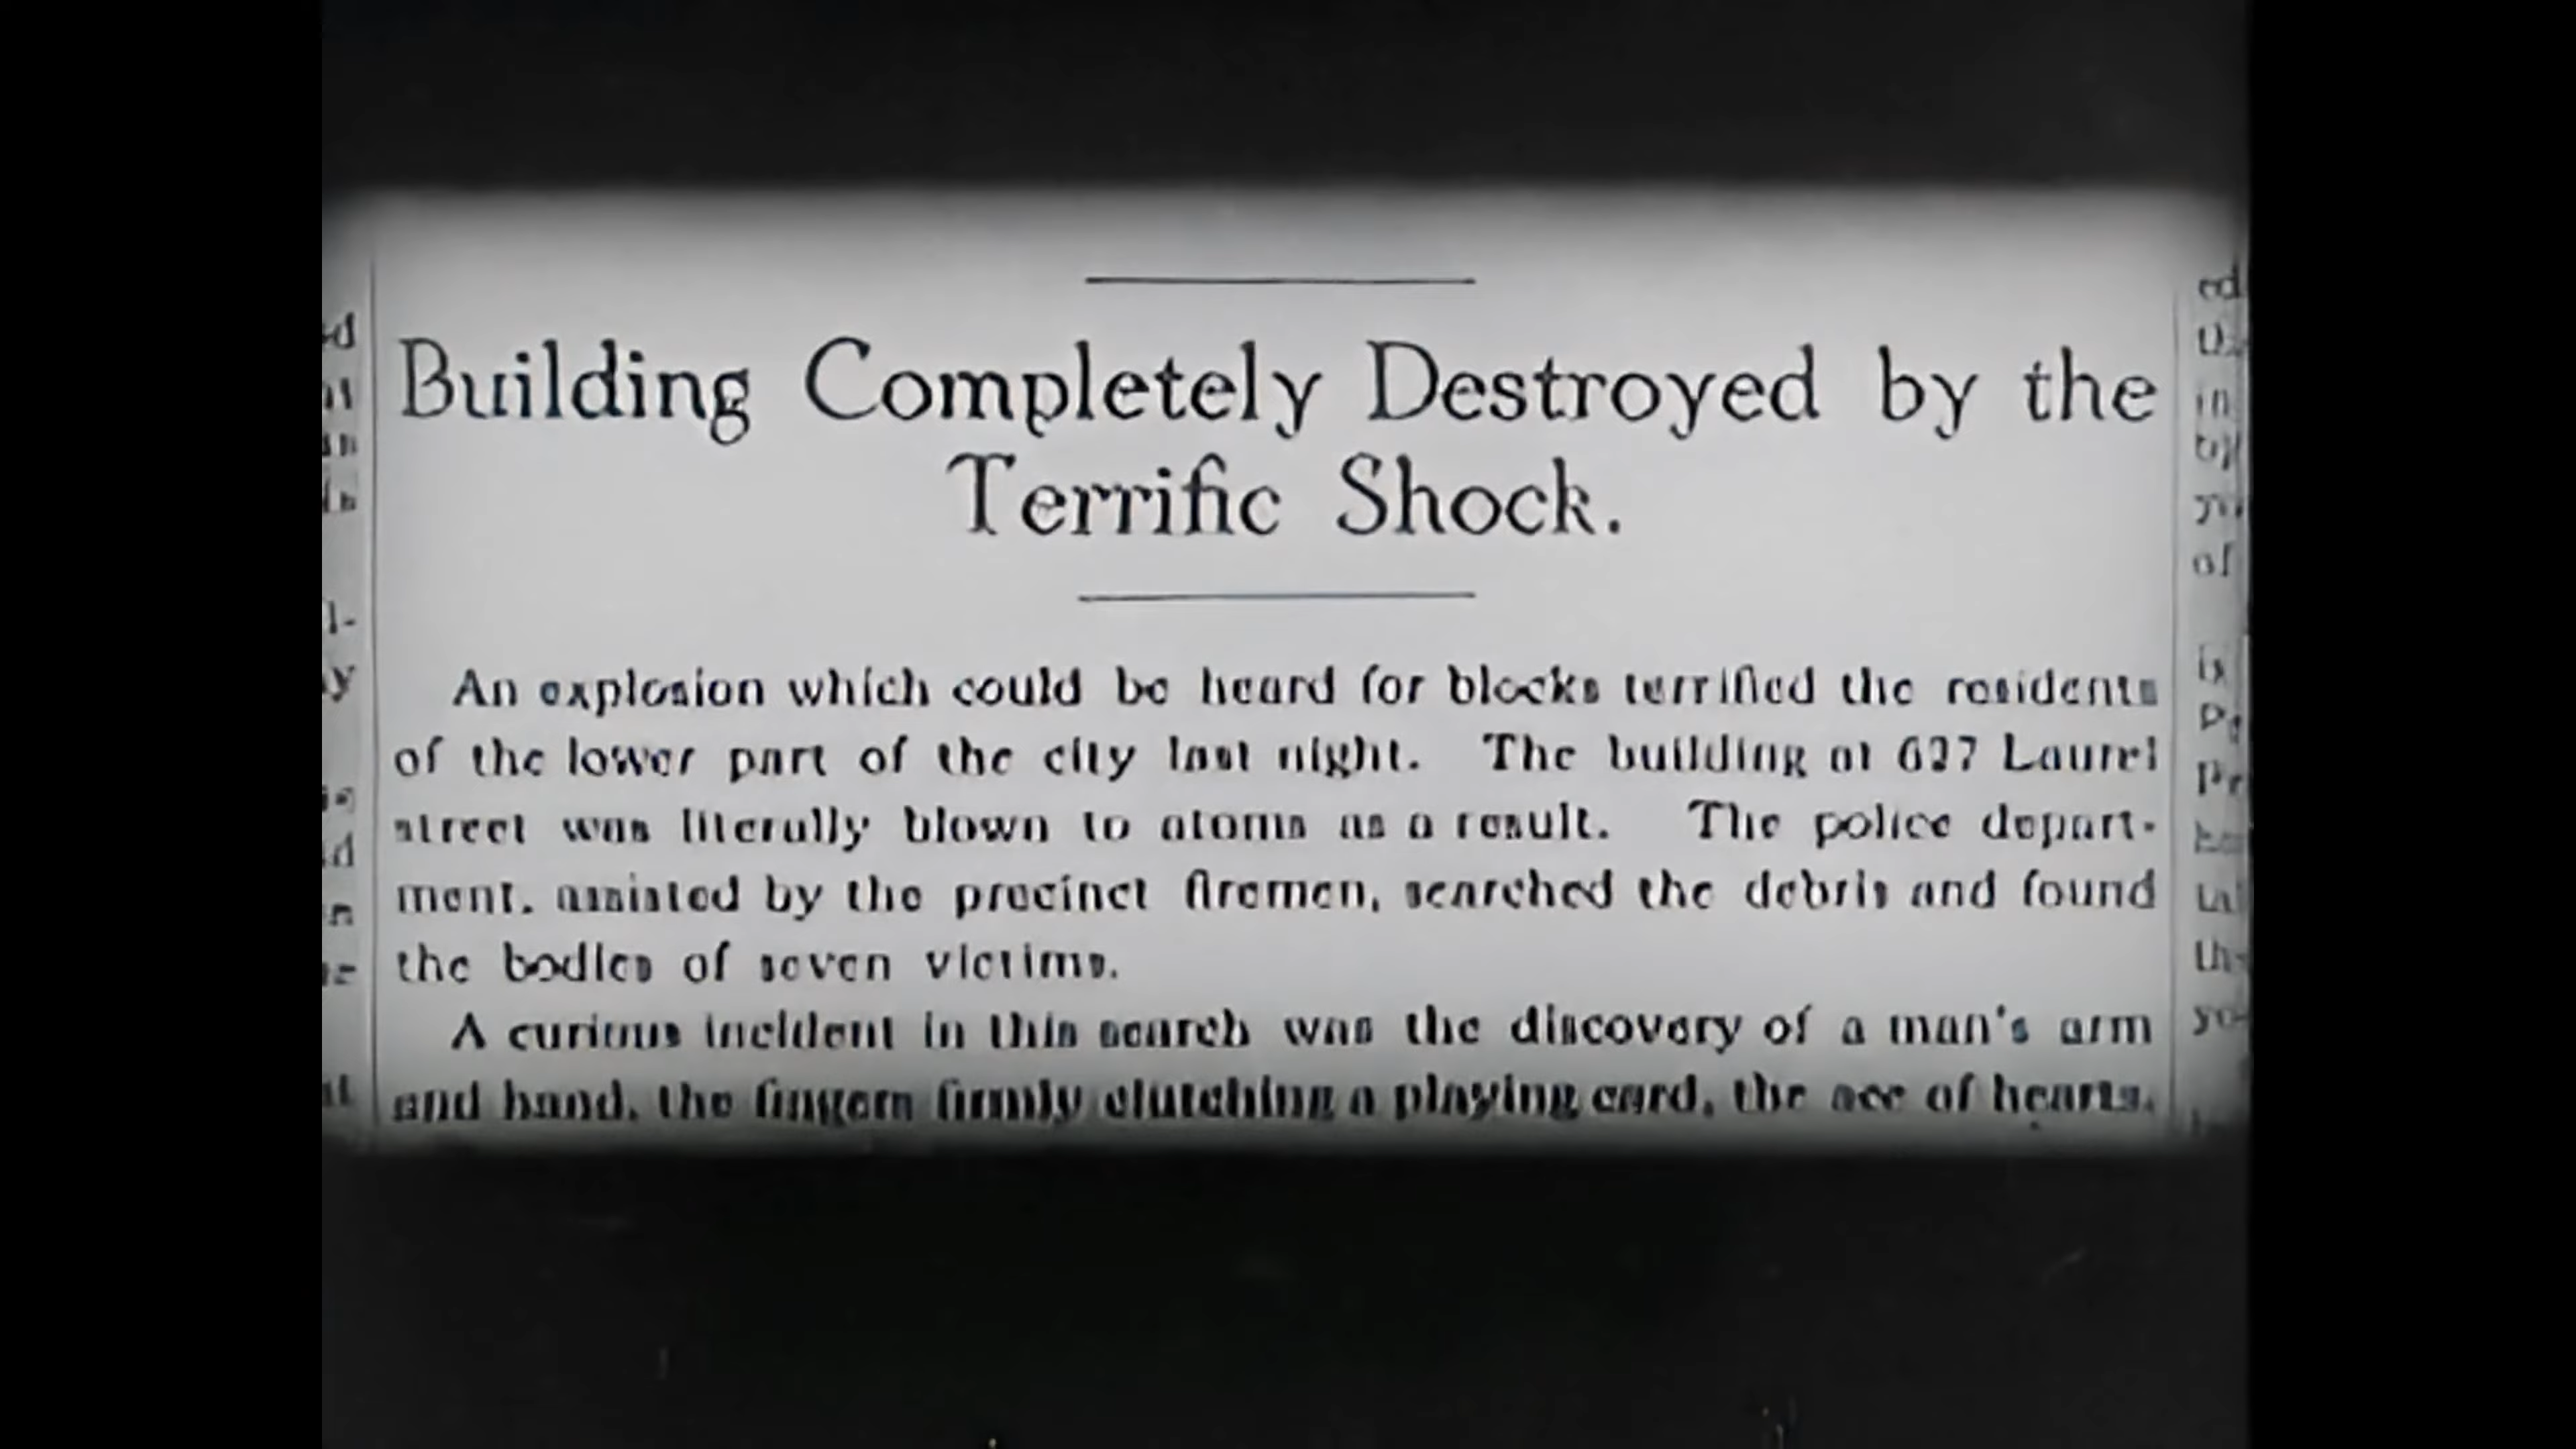 Building Completely Destroyed by the
Terrific Shock.
An explosion which could be heard for blocks terrified the residents
of the lower part of the city last night. The building at 627 Laurel
street was literally blown to atoms as a result. The police depart-
ment, assisted by the precinct firemen, searched the debris and found
the bodies of seven victims.
A curious incident in this search was the discovery of a man's arm
and hand, the fingers firmly clutching a playing card, the ace of hearts.